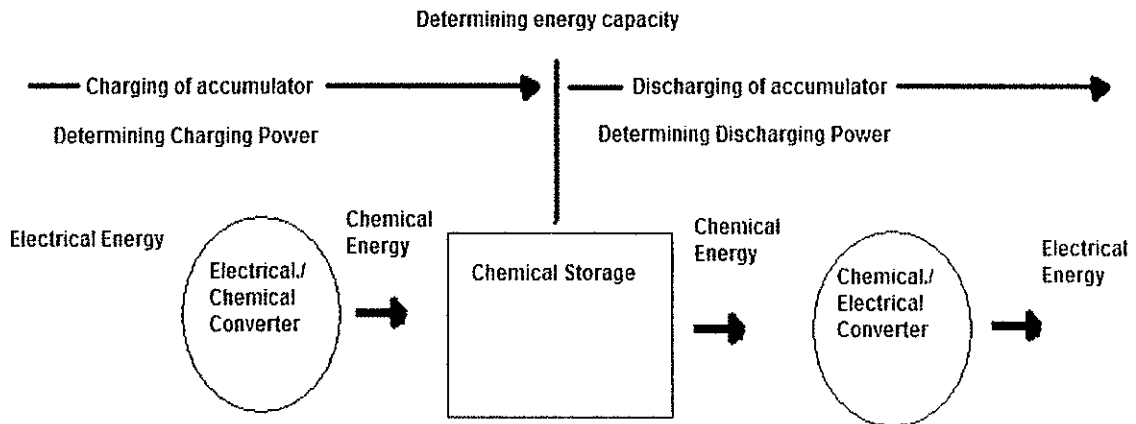 Determining energy capacity
Charging of accumulator
Discharging of accumulator
Determining Charging Power
Determining Discharging Power
Electrical Energy
Chemical
Energy
Chemical
Energy
Electrical
Energy
Electrical./
Chemical
Converter
Chemical Storage
Chemical./
Electrical
Converter